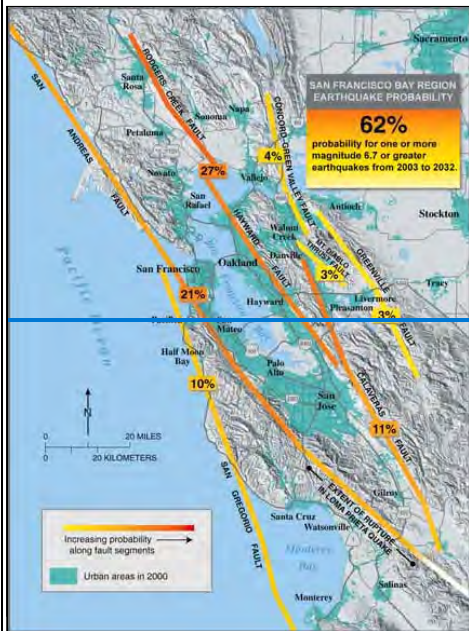 Sacramento
SAN FRANCISCO BAY REGION
EARTHQUAKE PROBABILITY
62%
probability for one or more
magnitude 6.7 or greater
earthquakes from 2003 to 2032.
SAN
ANDREAS
FAULT
RODGERS
CREEK FAULT
Santa
Rosa
Sonoma
Napa
Petaluma
CONCORD-GREEN VALLEY FAULT
4%
27%
Novato
Vallejo
San
Rafael
HAYWARD
FAULT
Antioch
Stockton
Walnut
Creek
MT. DIABLO
THRUST FAULT
Danville
GREENVILLE
FAULT
Oakland
3%
San Francisco
Tracy
Pacific Ocean
21%
Hayward
Livermore
Pleasanton
3%
Mateo
Half Moon
Bay
Palo
Alto
CALAVERAS
FAULT
10%
San
Jose
11%
N
0 20 MILES
0 20 KILOMETERS
SAN
GREGORIO
FAULT
EXTENT OF RUPTURE
IN LOMA PRIETA QUAKE
Gilroy
Santa Cruz
Watsonville
Monterey
Bay
Salinas
Monterey
Increasing probability
along fault segments
Urban areas in 2000